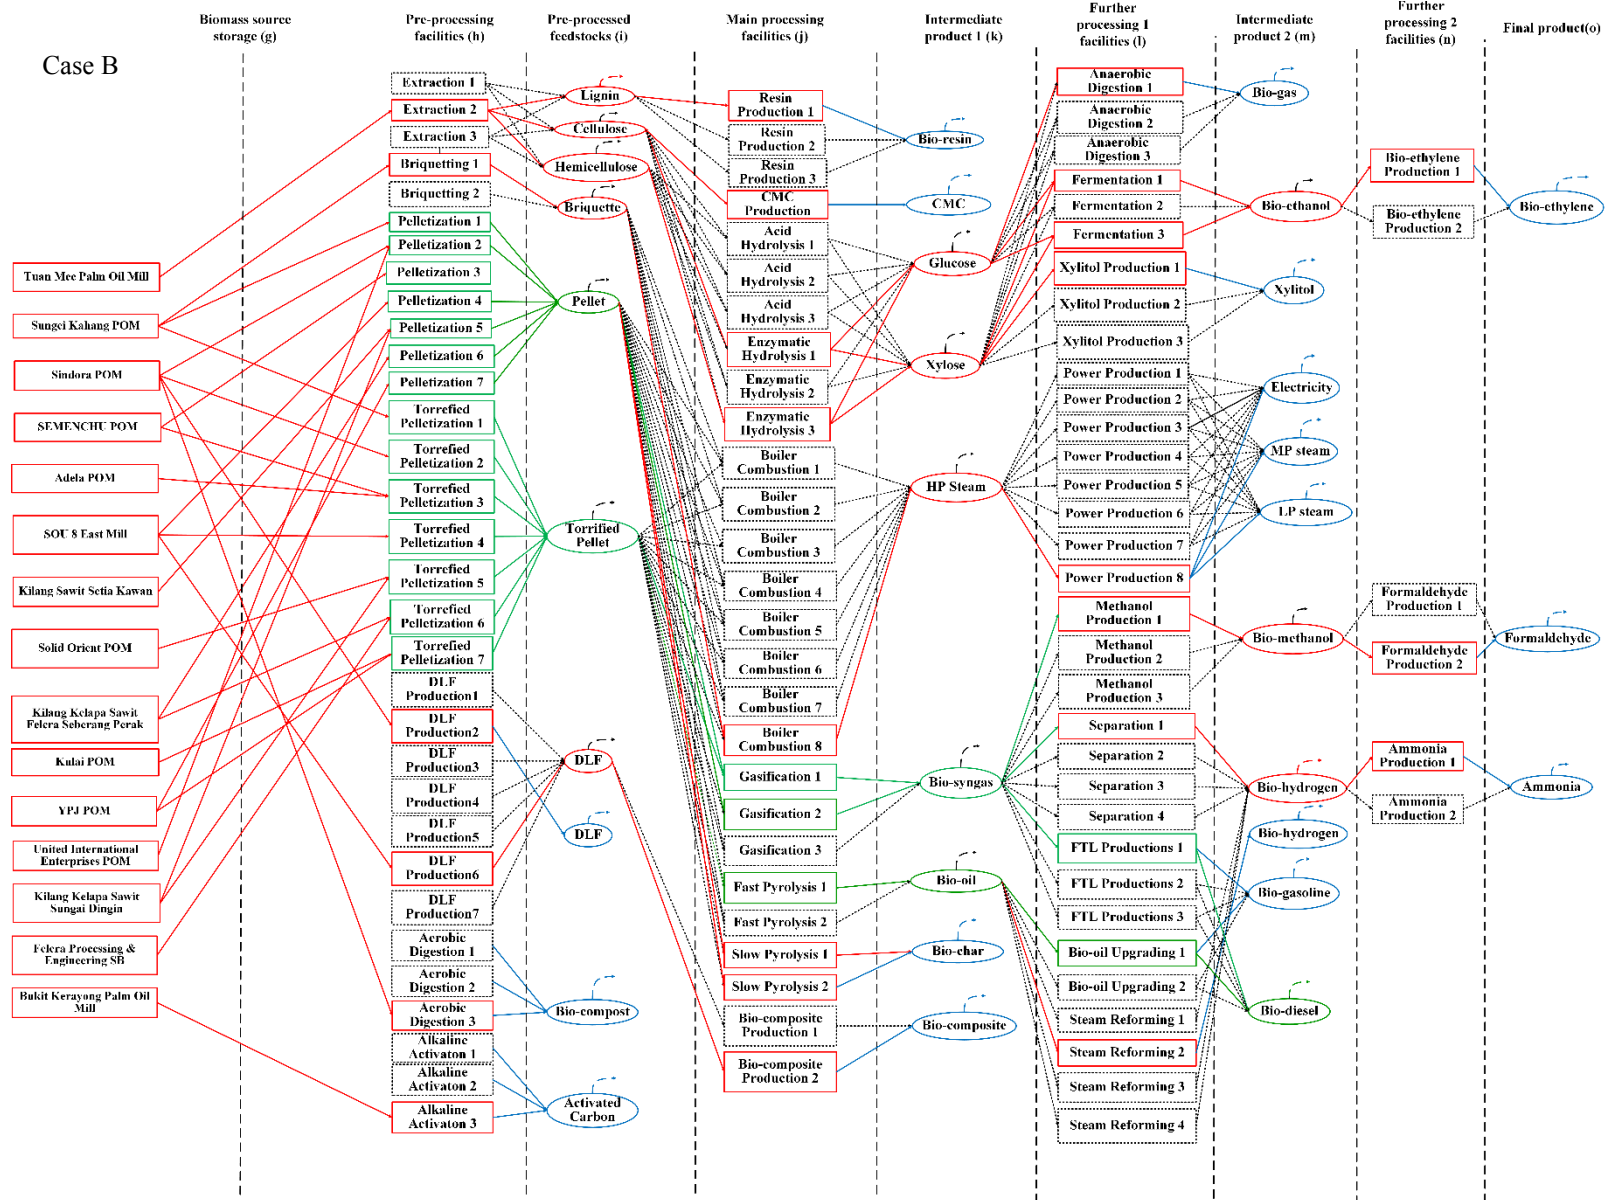 Biomass source
storage (g)
Pre-processing
facilities (h)
Pre-processed
feedstocks (i)
Main processing
facilities (j)
Intermediate
product 1 (k)
Further
processing 1
facilities (l)
Intermediate
product 2 (m)
Further
processing 2
facilities (n)
Final product(o)
Case B
Tuan Mee Palm Oil Mill
Sungei Kahang POM
Sindora POM
SEMENCHU POM
Adela POM
SOU 8 East Mill
Kilang Sawit Setia Kawan
Solid Orient POM
Kilang Kelapa Sawit
Felcra Seberang Perak
Kulai POM
YPJ POM
United International
Enterprises POM
Kilang Kelapa Sawit
Sungai Dingin
Felcra Processing &
Engineering SB
Bukit Kerayong Palm Oil
Mill
Extraction 1
Extraction 2
Extraction 3
Briquetting 1
Briquetting 2
Pelletization 1
Pelletization 2
Pelletization 3
Pelletization 4
Pelletization 5
Pelletization 6
Pelletization 7
Torrefied
Pelletization 1
Torrefied
Pelletization 2
Torrefied
Pelletization 3
Torrefied
Pelletization 4
Torrefied
Pelletization 5
Torrefied
Pelletization 6
Torrefied
Pelletization 7
DLF
Production1
DLF
Production2
DLF
Production3
DLF
Production4
DLF
Production5
DLF
Production6
DLF
Production7
Aerobic
Digestion 1
Aerobic
Digestion 2
Aerobic
Digestion 3
Alkaline
Activaton 1
Alkaline
Activaton 2
Alkaline
Activaton 3
Lignin
Cellulose
Hemicellulose
Briquette
Pellet
Torrified
Pellet
DLF
DLF
Bio-compost
Activated
Carbon
Resin
Production 1
Resin
Production 2
Resin
Production 3
CMC
Production
Acid
Hydrolysis 1
Acid
Hydrolysis 2
Acid
Hydrolysis 3
Enzymatic
Hydrolysis 1
Enzymatic
Hydrolysis 2
Enzymatic
Hydrolysis 3
Boiler
Combustion 1
Boiler
Combustion 2
Boiler
Combustion 3
Boiler
Combustion 4
Boiler
Combustion 5
Boiler
Combustion 6
Boiler
Combustion 7
Boiler
Combustion 8
Gasification 1
Gasification 2
Gasification 3
Fast Pyrolysis 1
Fast Pyrolysis 2
Slow Pyrolysis 1
Slow Pyrolysis 2
Bio-composite
Production 1
Bio-composite
Production 2
Bio-resin
CMC
Glucose
Xylose
HP Steam
Bio-syngas
Bio-oil
Bio-char
Bio-composite
Anaerobic
Digestion 1
Anaerobic
Digestion 2
Anaerobic
Digestion 3
Fermentation 1
Fermentation 2
Fermentation 3
Xylitol Production 1
Xylitol Production 2
Xylitol Production 3
Power Production 1
Power Production 2
Power Production 3
Power Production 4
Power Production 5
Power Production 6
Power Production 7
Power Production 8
Methanol
Production 1
Methanol
Production 2
Methanol
Production 3
Separation 1
Separation 2
Separation 3
Separation 4
FTL Productions 1
FTL Productions 2
FTL Productions 3
Bio-oil Upgrading 1
Bio-oil Upgrading 2
Steam Reforming 1
Steam Reforming 2
Steam Reforming 3
Steam Reforming 4
Bio-gas
Bio-ethanol
Xylitol
Electricity
MP steam
LP steam
Bio-methanol
Bio-hydrogen
Bio-hydrogen
Bio-gasoline
Bio-diesel
Bio-ethylene
Production 1
Bio-ethylene
Production 2
Formaldehyde
Production 1
Formaldehyde
Production 2
Ammonia
Production 1
Ammonia
Production 2
Bio-ethylene
Formaldehyde
Ammonia